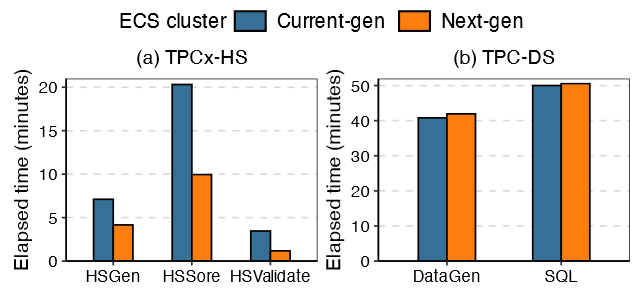 ECS cluster Current-gen Next-gen
(a) TPCx-HS
Elapsed time (minutes)
20
15
10
5
0
HSGen HSSore HSValidate
(b) TPC-DS
Elapsed time (minutes)
50
40
30
20
10
0
DataGen SQL